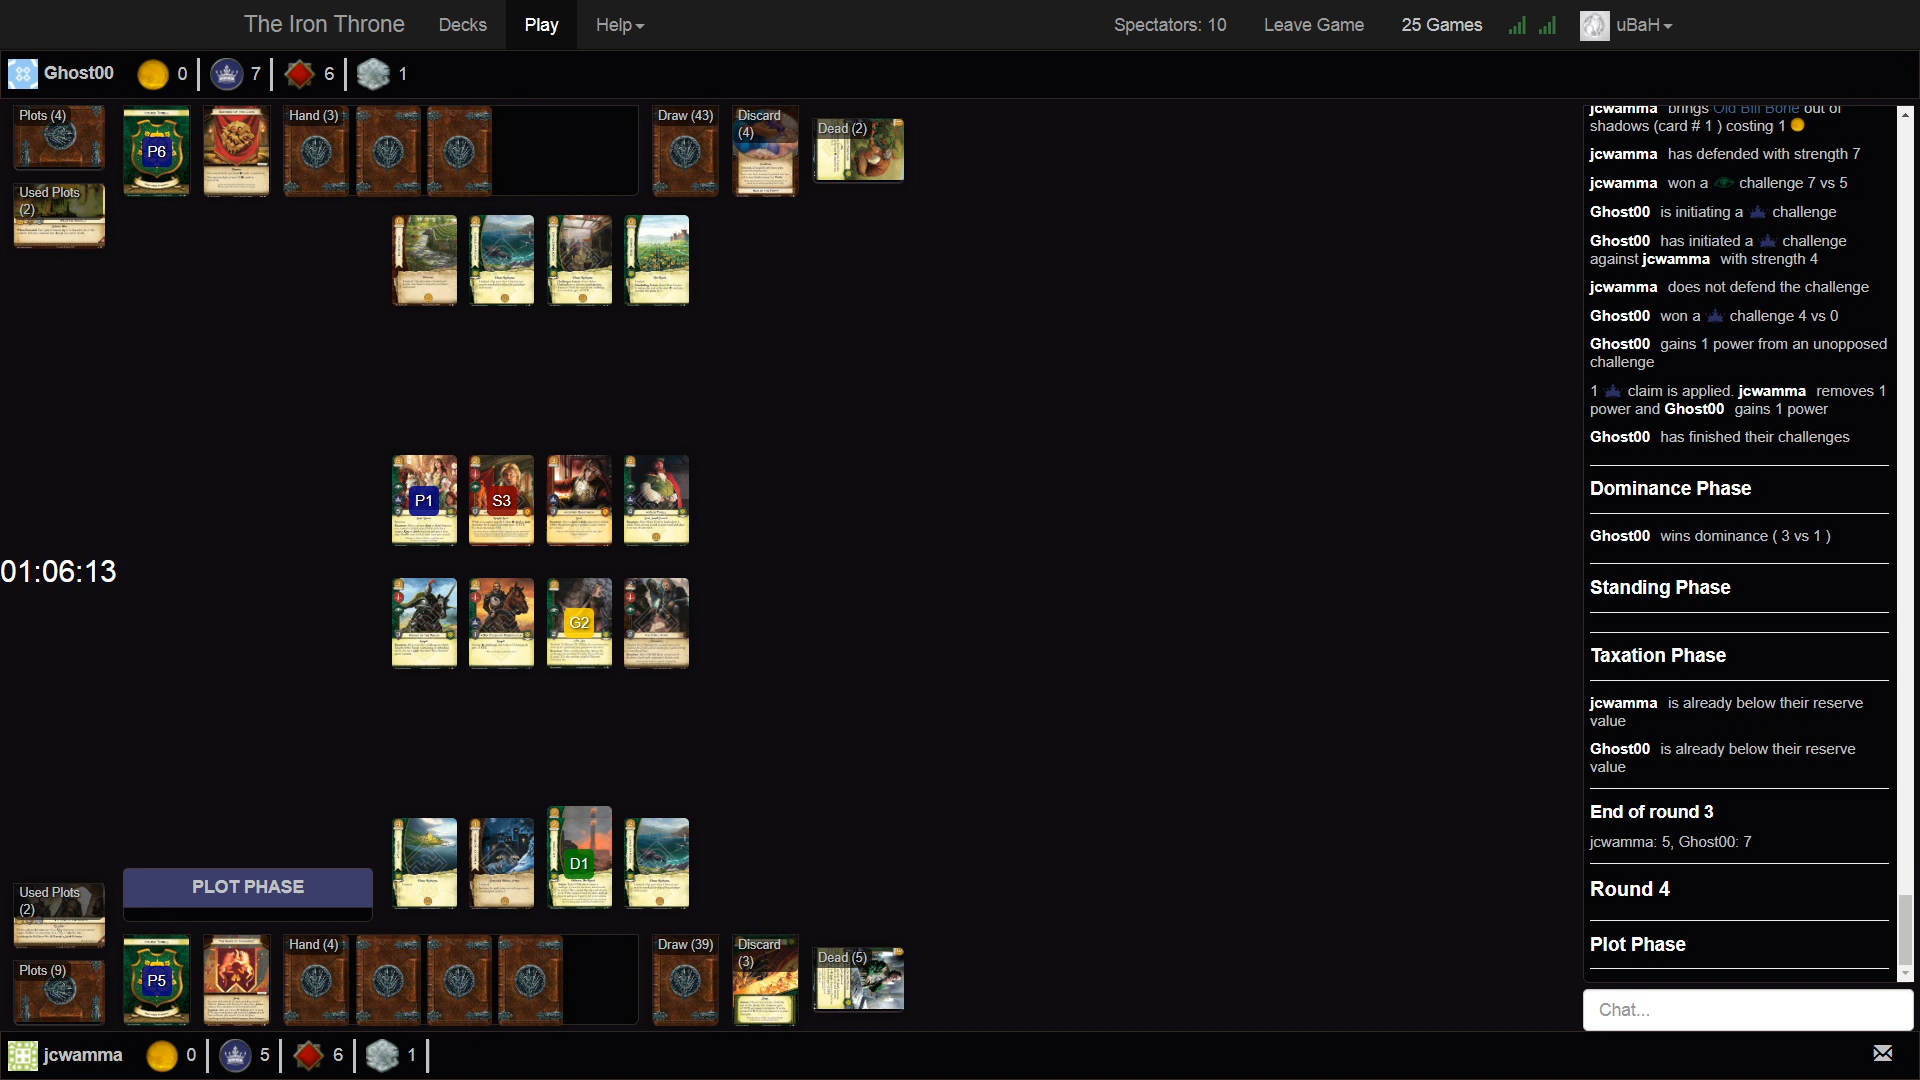 The Iron Throne
Decks
Play
Help
Spectators: 10
Leave Game
25 Games
uBaH
Ghost00
0
7
6
1
Plots (4)
P6
Hand (3)
Draw (43)
Discard
(4)
Dead (2)
Used Plots
(2)
P1
S3
01:06:13
G2
D1
PLOT PHASE
Used Plots
(2)
Plots (9)
P5
Hand (4)
Draw (39)
Discard
(3)
Dead (5)
jcwamma
0
5
6
1
jcwamma brings Old Bill Bone out of
shadows (card # 1 ) costing 1
jcwamma has defended with strength 7
jcwamma won a challenge 7 vs 5
Ghost00 is initiating a challenge
Ghost00 has initiated a challenge
against jcwamma with strength 4
jcwamma does not defend the challenge
Ghost00 won a challenge 4 vs 0
Ghost00 gains 1 power from an unopposed
challenge
1 claim is applied. jcwamma removes 1
power and Ghost00 gains 1 power
Ghost00 has finished their challenges
Dominance Phase
Ghost00 wins dominance ( 3 vs 1 )
Standing Phase
Taxation Phase
jcwamma is already below their reserve
value
Ghost00 is already below their reserve
value
End of round 3
jcwamma: 5, Ghost00: 7
Round 4
Plot Phase
Chat...